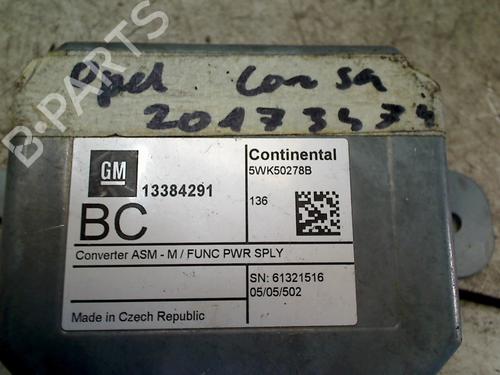 Opel Corsa
20173474
B-PARTS
GM
13384291
Continental
5WK50278B
BC
136
Converter ASM - M / FUNC PWR SPLY
SN: 61321516
05/05/502
Made in Czech Republic